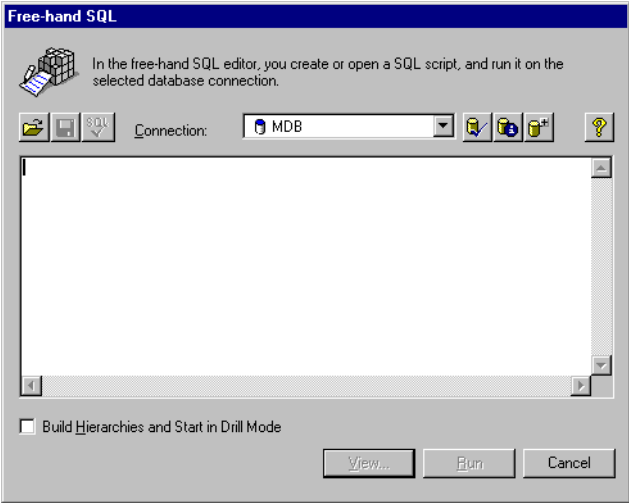 Free-hand SQL
In the free-hand SQL editor, you create or open a SQL script, and run it on the
selected database connection.
SQL
Connection:
MDB
?
Build Hierarchies and Start in Drill Mode
View...
Run
Cancel